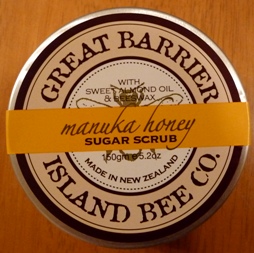 GREAT BARRIER
WITH
SWEET ALMOND OIL
& BEESWAX
manuka honey
SUGAR SCRUB
150gm e 5.2oz
MADE IN NEW ZEALAND
ISLAND BEE CO.